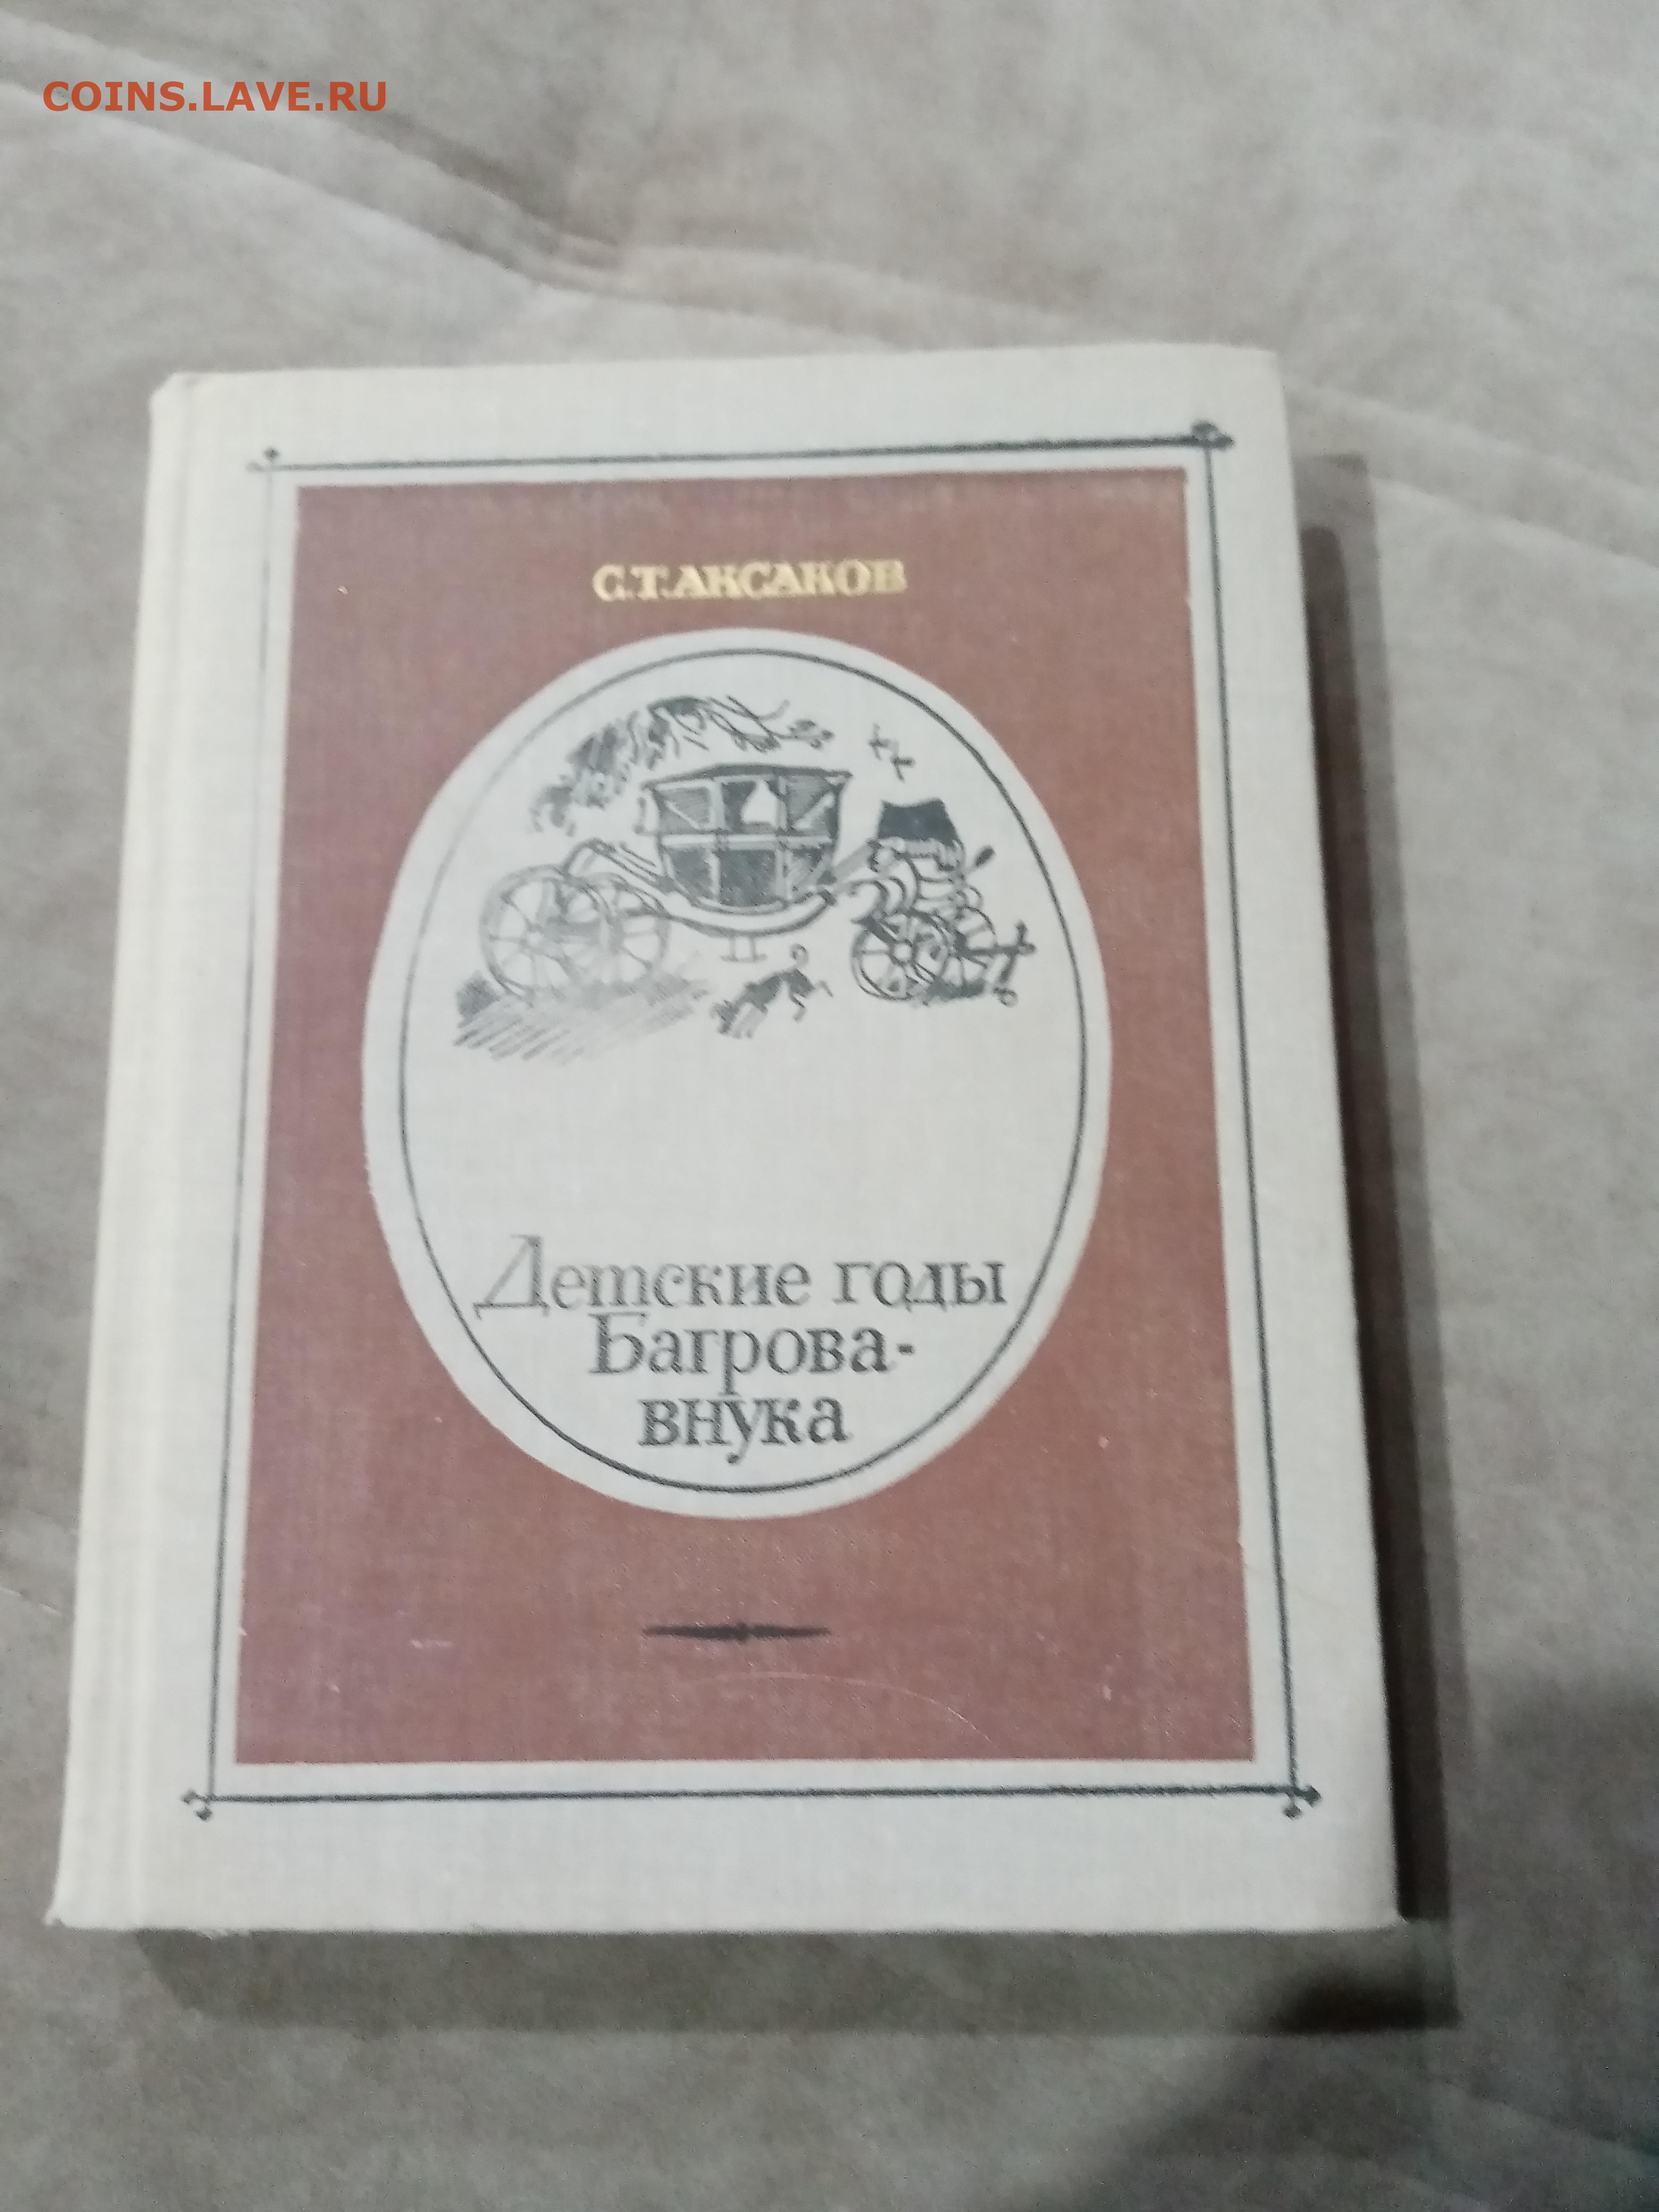 COINS.LAVE.RU
С.Т.АКСАКОВ
Детские годы
Багрова-
внука